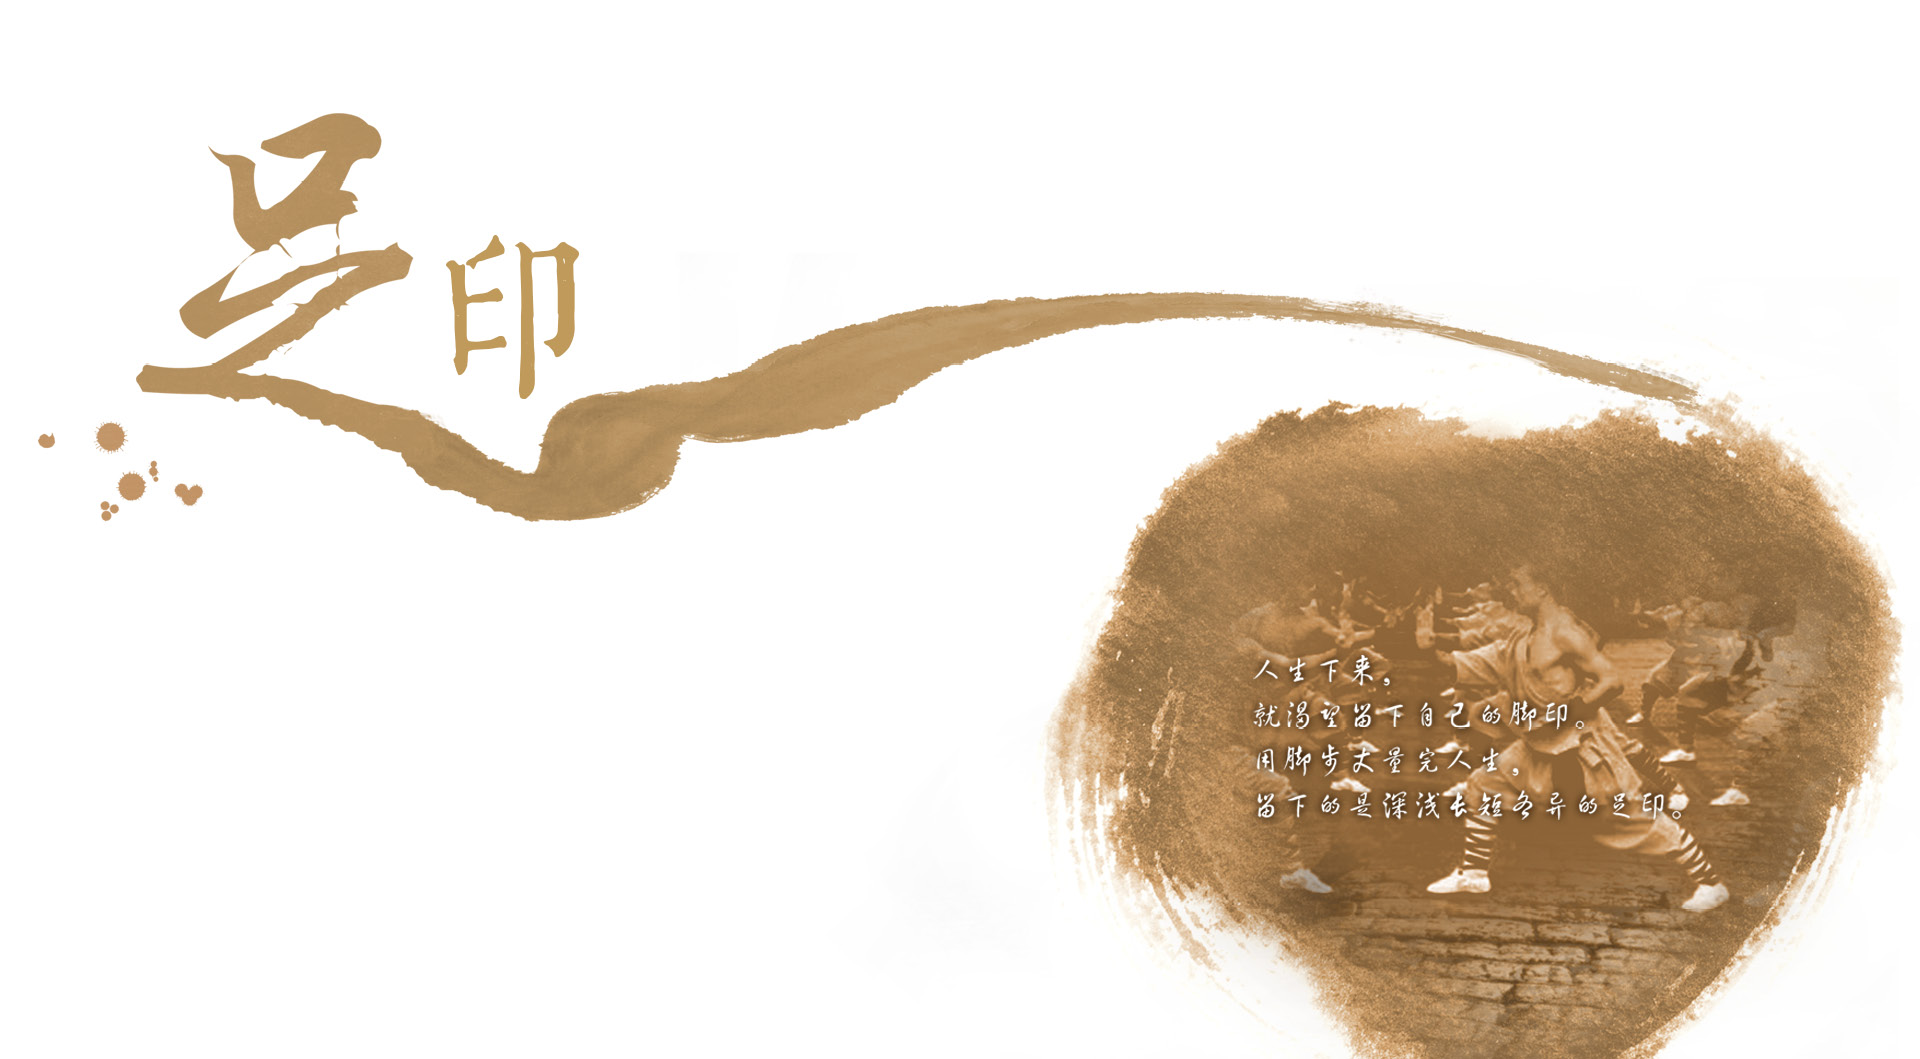 足印
人生下来，
就渴望留下自己的脚印。
用脚步丈量完人生，
留下的是深浅长短各异的足印。